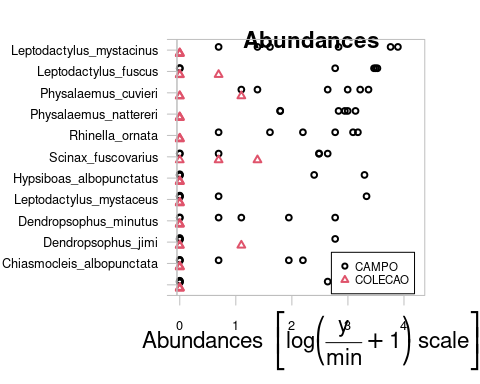 Abundances
Leptodactylus_mystacinus
Leptodactylus_fuscus
Physalaemus_cuvieri
Physalaemus_nattereri
Rhinella_ornata
Scinax_fuscovarius
Hypsiboas_albopunctatus
Leptodactylus_mystaceus
Dendropsophus_minutus
Dendropsophus_jimi
Chiasmocleis_albopunctata
CAMPO
COLECAO
0 1 2 3 4
Abundances [log(y/min + 1) scale]